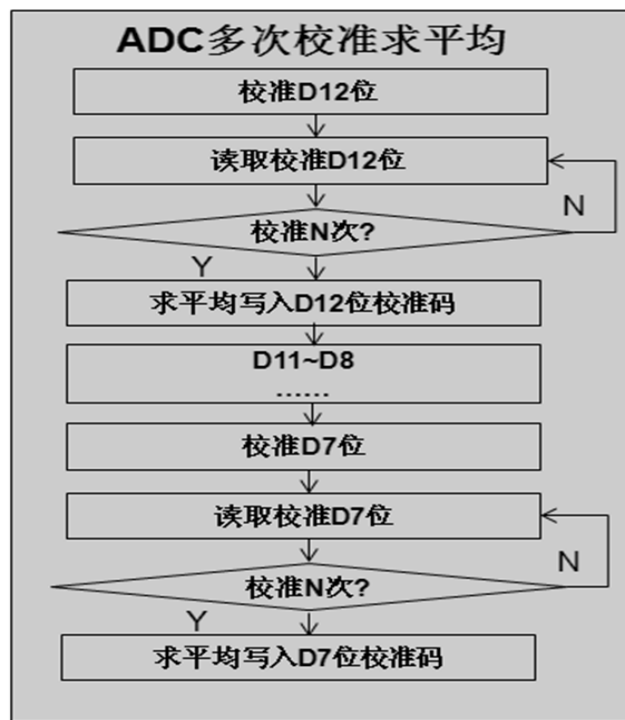 ADC多次校准求平均
校准D12位
读取校准D12位
N
校准N次?
Y
求平均写入D12位校准码
D11~D8
......
校准D7位
读取校准D7位
N
校准N次?
Y
求平均写入D7位校准码